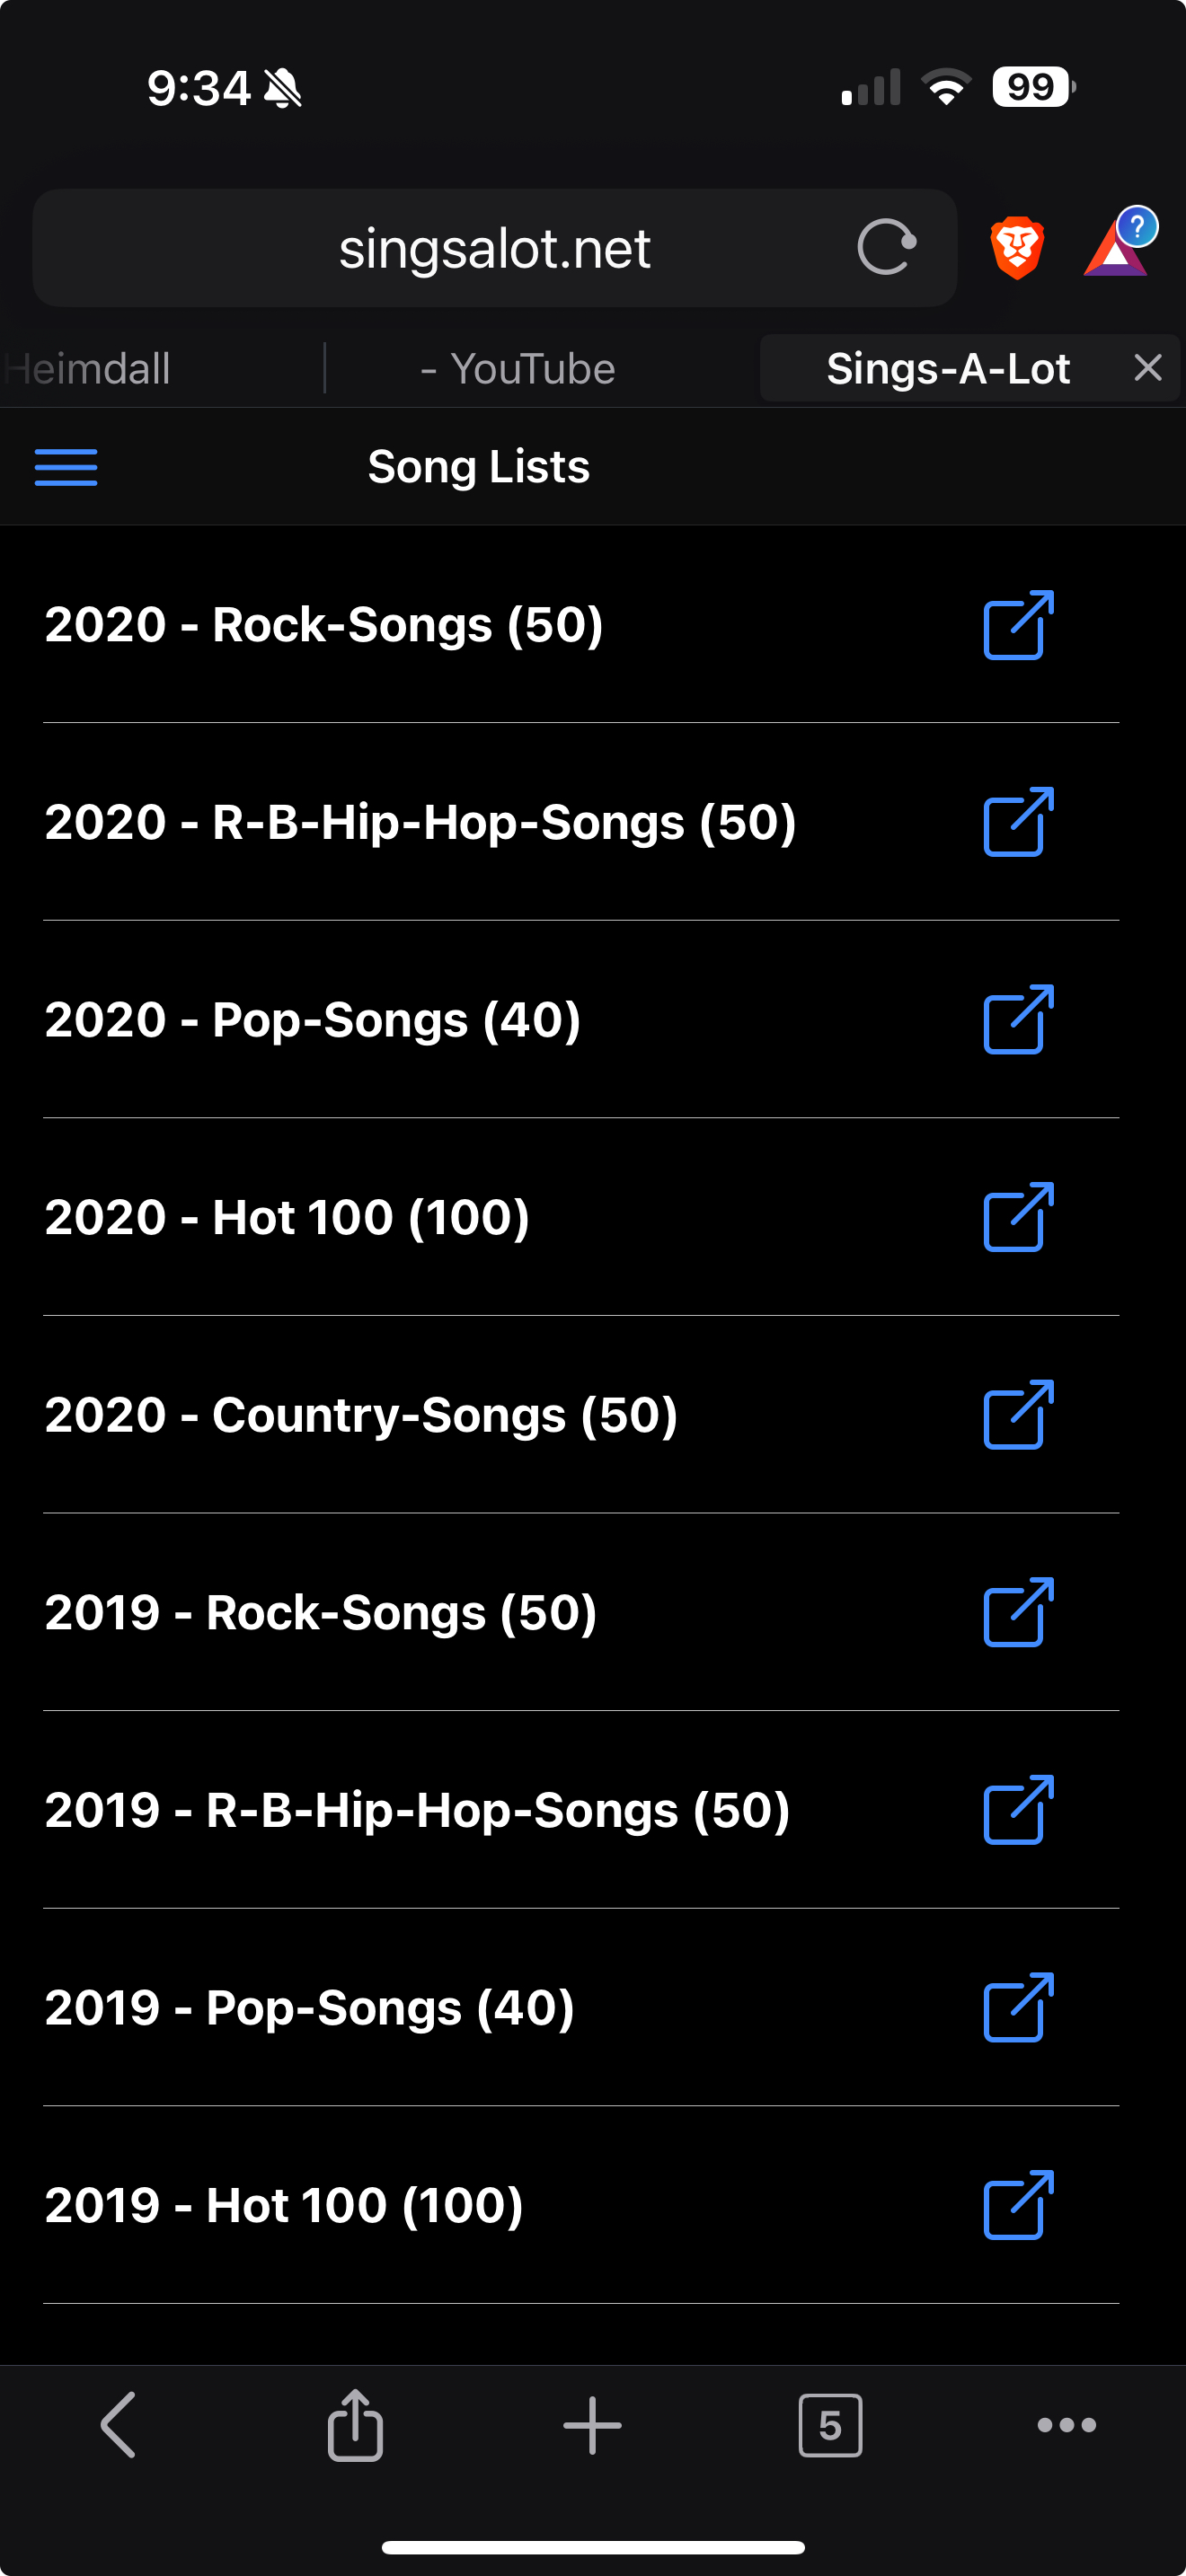 9:34
99
singsalot.net
?
Heimdall
- YouTube
Sings-A-Lot
Song Lists
2020 - Rock-Songs (50)
2020 - R-B-Hip-Hop-Songs (50)
2020 - Pop-Songs (40)
2020 - Hot 100 (100)
2020 - Country-Songs (50)
2019 - Rock-Songs (50)
2019 - R-B-Hip-Hop-Songs (50)
2019 - Pop-Songs (40)
2019 - Hot 100 (100)
5